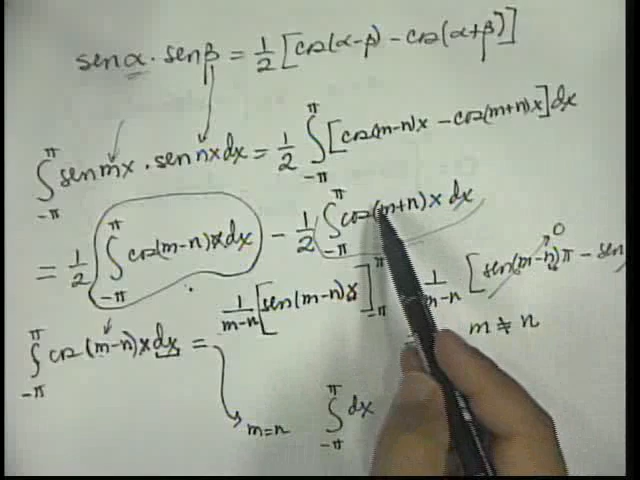 senα · senβ = 1/2 [cos(α-β) - cos(α+β)]
∫_{-π}^{π} sen mx · sen nx dx = 1/2 ∫_{-π}^{π} [cos(m-n)x - cos(m+n)x] dx
= 1/2 ∫_{-π}^{π} cos(m-n)x dx - 1/2 ∫_{-π}^{π} cos(m+n)x dx
∫_{-π}^{π} cos(m-n)x dx = 1/(m-n) [sen(m-n)x]_{-π}^{π} 1/(m-n) [sen(m-n)π - sen 0
m ≠ n
m=n ∫_{-π}^{π} dx